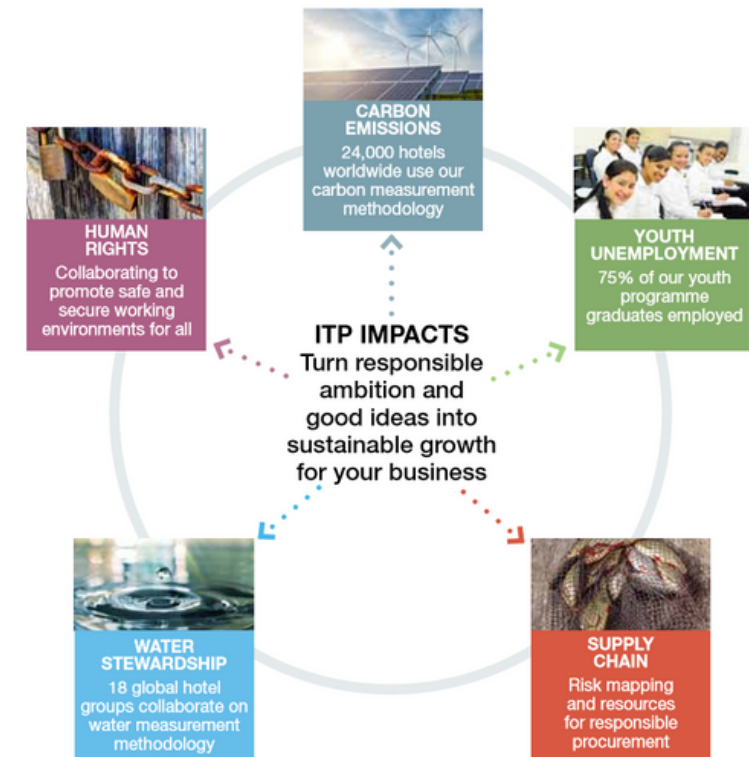 CARBON
EMISSIONS
24,000 hotels
worldwide use our
carbon measurement
methodology
HUMAN
RIGHTS
Collaborating to
promote safe and
secure working
environments for all
YOUTH
UNEMPLOYMENT
75% of our youth
programme
graduates employed
ITP IMPACTS
Turn responsible
ambition and
good ideas into
sustainable growth
for your business
WATER
STEWARDSHIP
18 global hotel
groups collaborate on
water measurement
methodology
SUPPLY
CHAIN
Risk mapping
and resources
for responsible
procurement